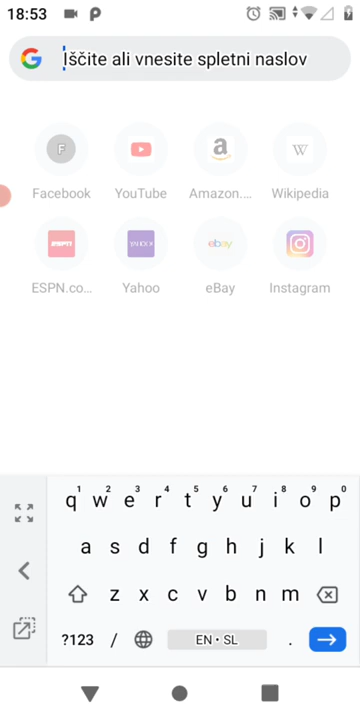 18:53
Iščite ali vnesite spletni naslov
F
a
W
Facebook YouTube Amazon.... Wikipedia
ESPN YAHOO! ebay
ESPN.co... Yahoo eBay Instagram
1 2 3 4 5 6 7 8 9 0
q w e r t y u i o p
a s d f g h j k l
z x c v b n m
?123 / EN • SL .